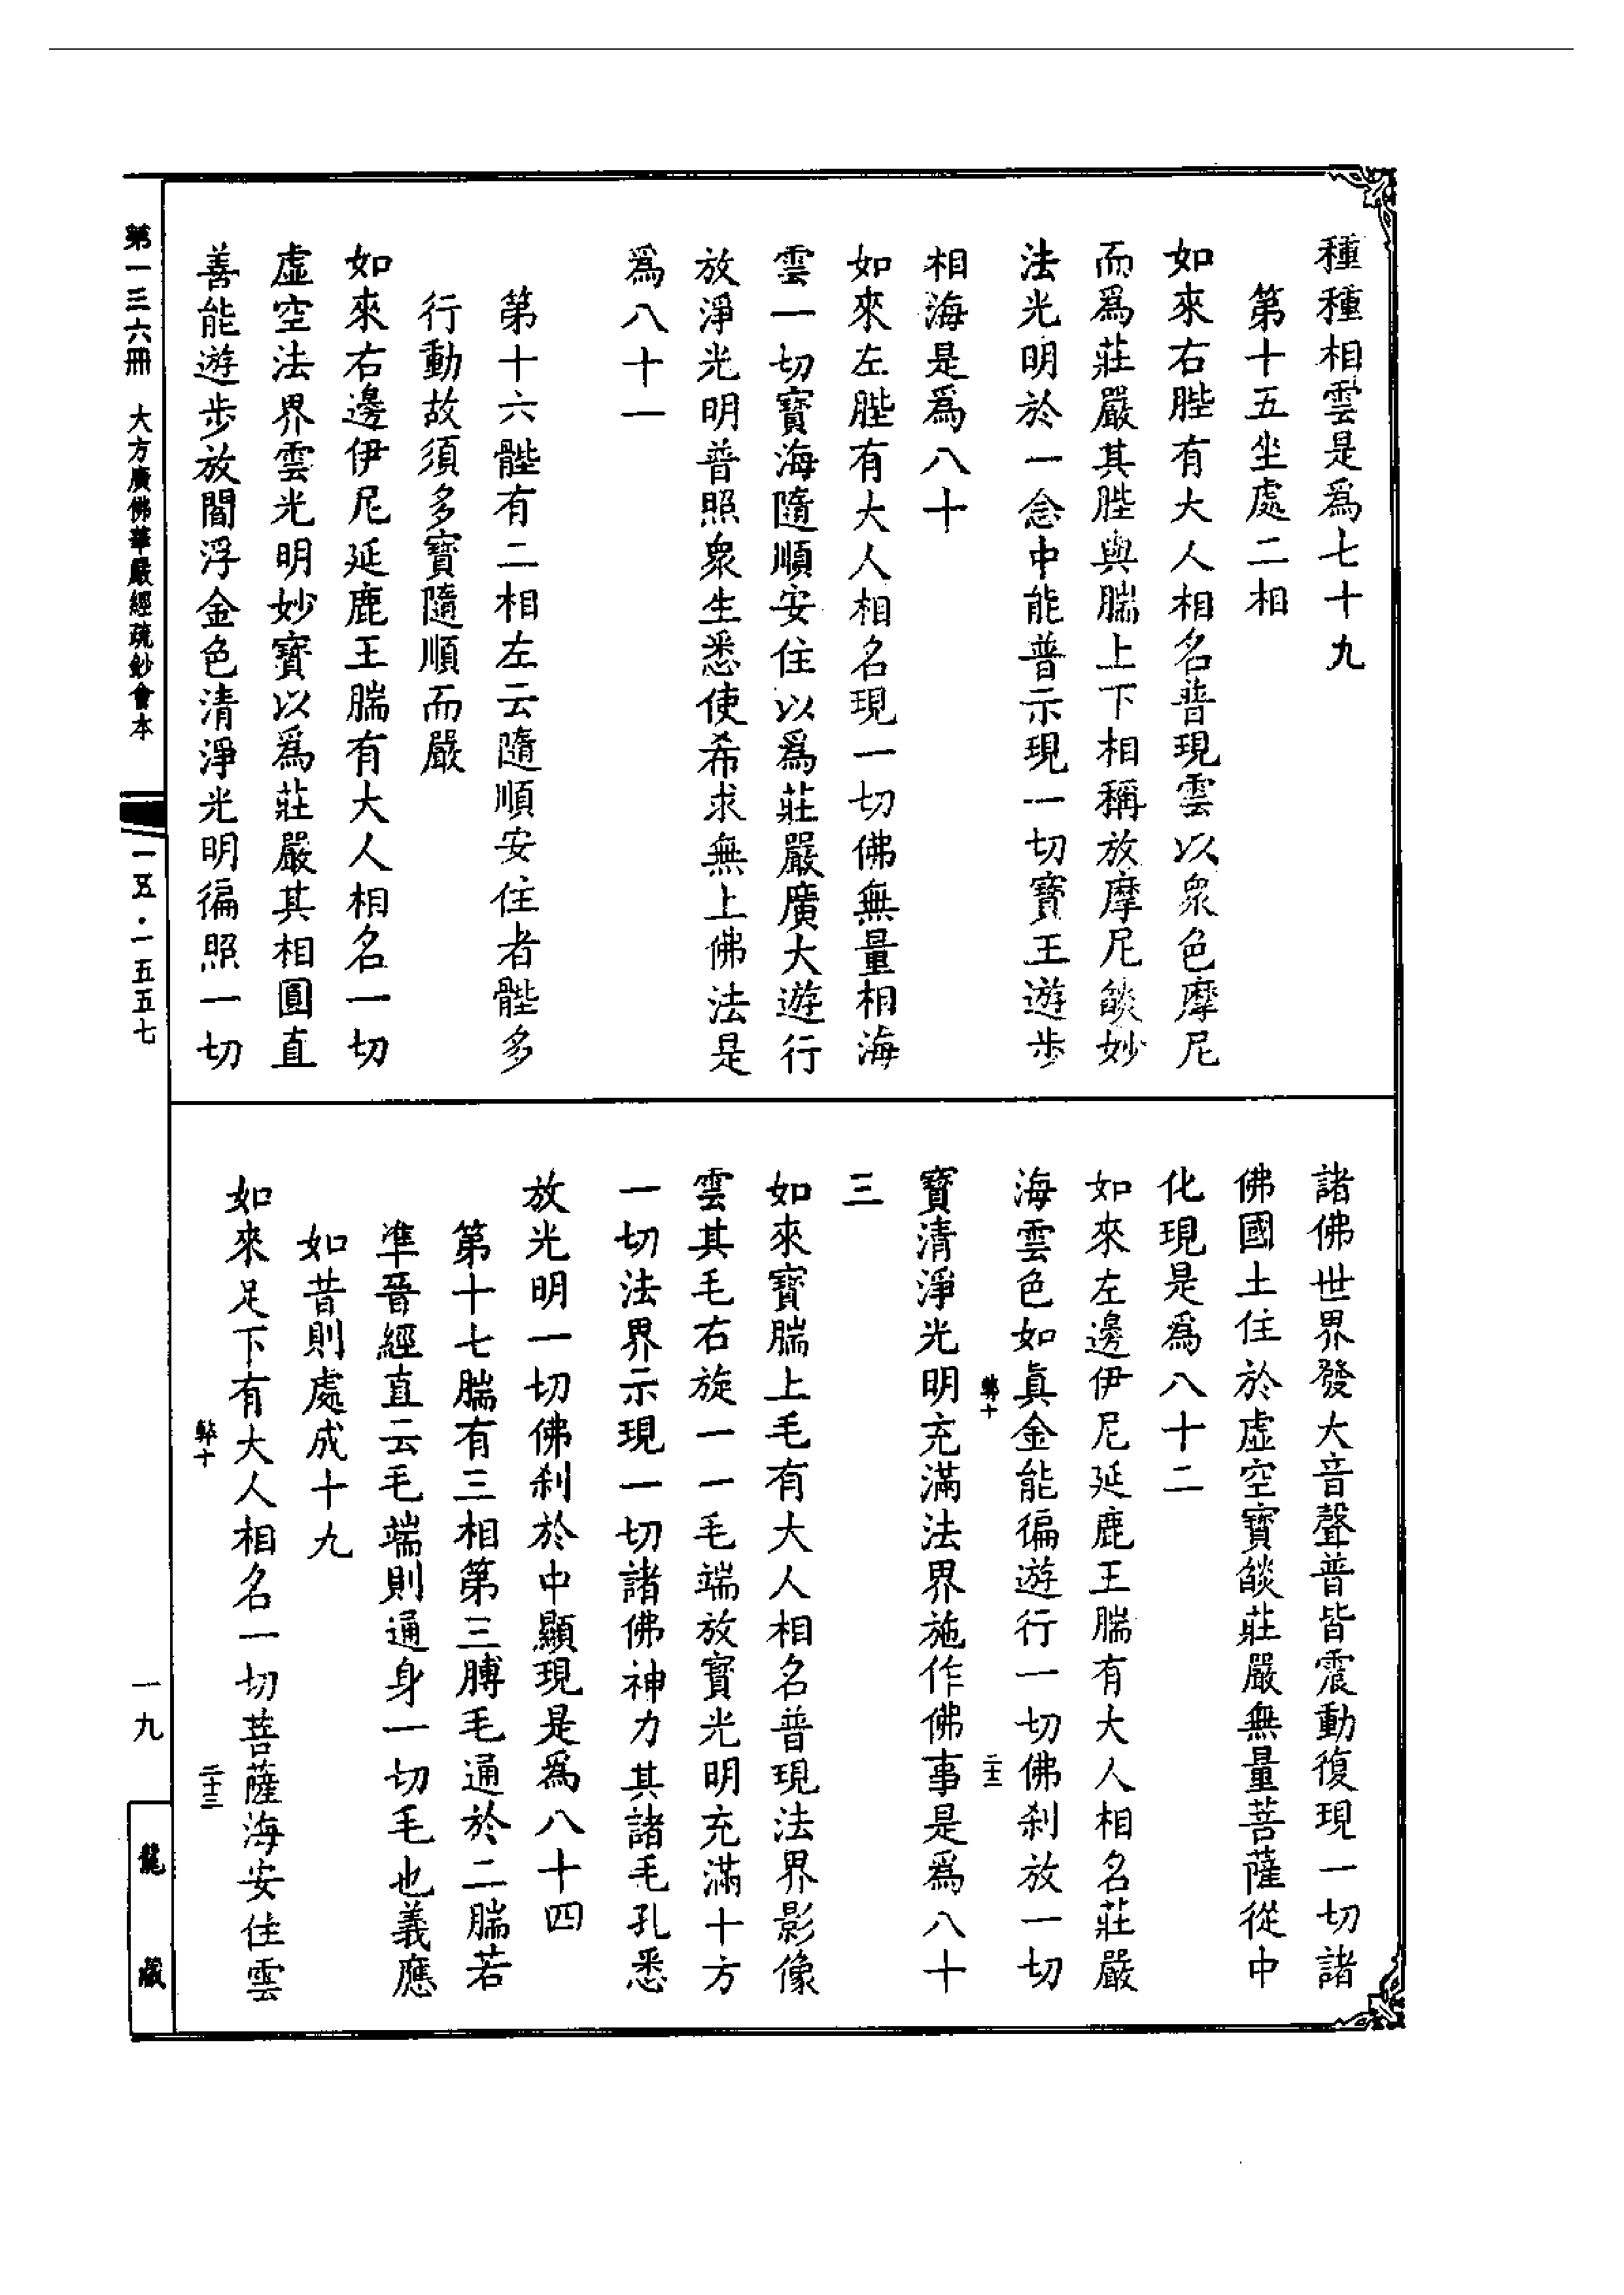 種種相雲是爲七十九
第十五坐處二相
如來右䏶有大人相名普現雲以衆色摩尼
而爲莊嚴其䏶與腨上下相稱放摩尼燄妙
法光明於一念中能普示現一切寶王遊步
相海是爲八十
如來左䏶有大人相名現一切佛無量相海
雲一切寶海隨順安住以爲莊嚴廣大遊行
放淨光明普照衆生悉使希求無上佛法是
爲八十一
第十六髀有二相左云隨順安住者髀多
行動故須多寶隨順而嚴
如來右邊伊尼延鹿王腨有大人相名一切
虛空法界雲光明妙寶以爲莊嚴其相圓直
善能遊步放閻浮金色清淨光明徧照一切
諸佛世界發大音聲普皆震動復現一切諸
佛國土住於虛空寶燄莊嚴無量菩薩從中
化現是爲八十二
如來左邊伊尼延鹿王腨有大人相名莊嚴
海雲色如眞金能徧遊行一切佛刹放一切
寶清淨光明充滿法界施作佛事是爲八十
三
如來寶腨上毛有大人相名普現法界影像
雲其毛右旋一一毛端放寶光明充滿十方
一切法界示現一切諸佛神力其諸毛孔悉
放光明一切佛刹於中顯現是爲八十四
第十七腨有三相第三膊毛通於二腨若
準晉經直云毛端則通身一切毛也義應
如昔則處成十九
如來足下有大人相名一切菩薩海安住雲
第一三六冊 大方廣佛華嚴經疏鈔會本
一五·一五五七
一九
龍藏
十
二十三
十
二十三